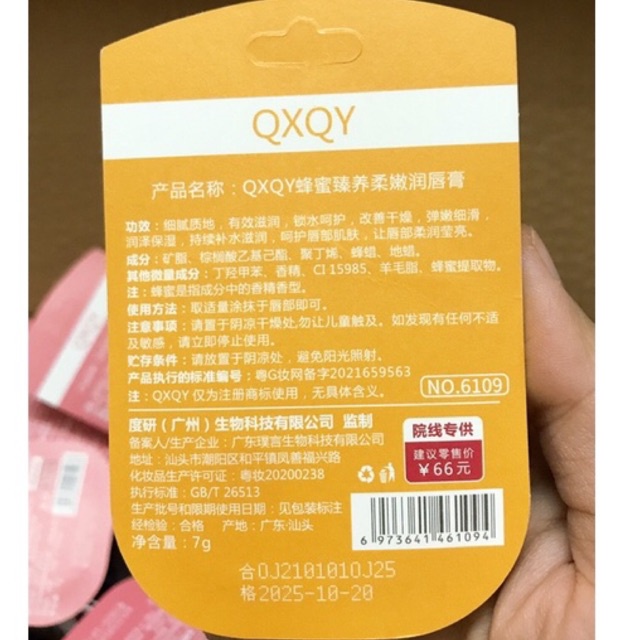 QXQY
产品名称：QXQY蜂蜜臻养柔嫩润唇膏
功效：细腻质地，有效滋润，锁水呵护，改善干燥，弹嫩细滑，
润泽保湿，持续补水滋润，呵护唇部肌肤，让唇部柔润莹亮。
成分：矿脂、棕榈酸乙基己酯、聚丁烯、蜂蜡、地蜡。
其他微量成分：丁羟甲苯、香精、CI 15985、羊毛脂、蜂蜜提取物。
注：蜂蜜是指成分中的香精香型。
使用方法：取适量涂抹于唇部即可。
注意事项：请置于阴凉干燥处,勿让儿童触及。如发现有任何不适
及敏感，请立即停止使用。
贮存条件：请放置于阴凉处，避免阳光照射。
产品执行的标准编号：粤G妆网备字2021659563
注：QXQY 仅为注册商标使用，无具体含义。
NO.6109
度研（广州）生物科技有限公司 监制
备案人/生产企业：广东璞言生物科技有限公司
地址：汕头市潮阳区和平镇凤善福兴路
化妆品生产许可证：粤妆20200238
执行标准：GB/T 26513
生产批号和限期使用日期：见包装标注
经检验：合格 产地：广东·汕头
净含量：7g
院线专供
建议零售价
￥66元
6 973641 461094
合OJ2101010J25
格2025-10-20
QXQY